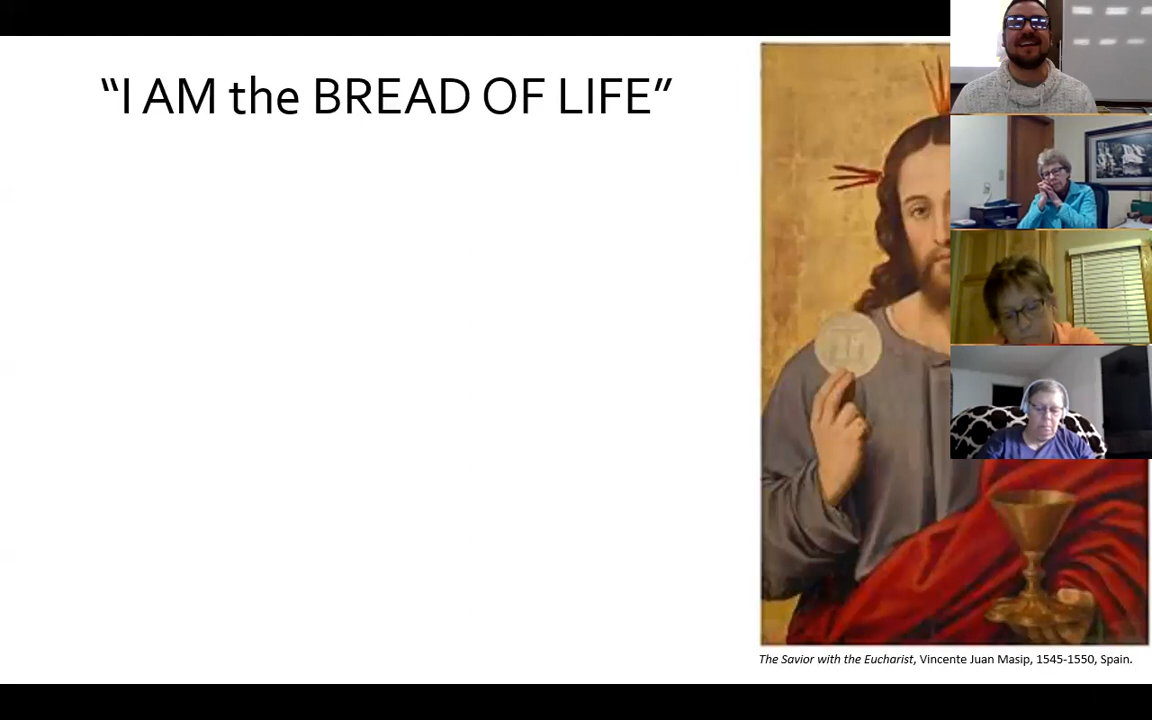 “I AM the BREAD OF LIFE”
The Savior with the Eucharist, Vincente Juan Masip, 1545-1550, Spain.